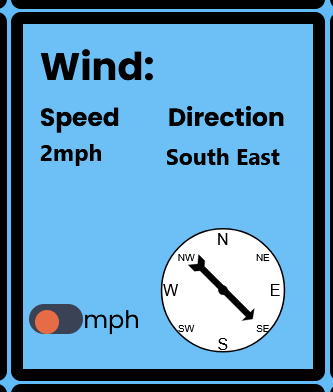 Wind:
Speed Direction
2mph South East
N
NW NE
W E
SW SE
S
mph